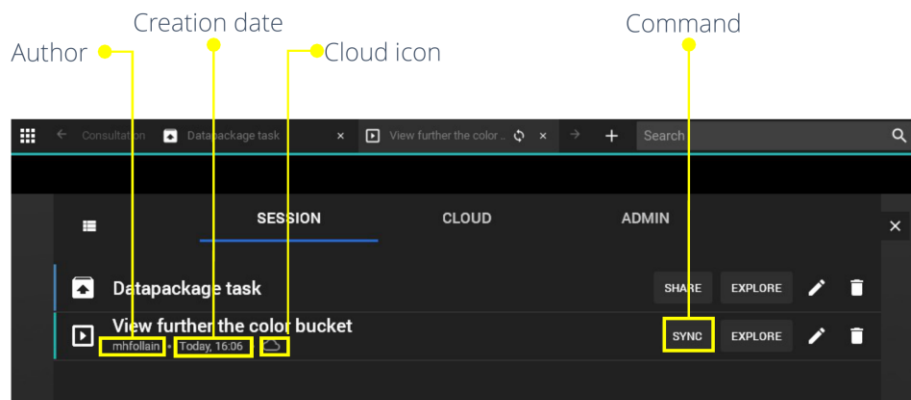 Creation date
Command
Author
Cloud icon
Consultation
Datapackage task
View further the color ..
Search
SESSION
CLOUD
ADMIN
Datapackage task
SHARE
EXPLORE
View further the color bucket
mhfollain • Today, 16:06
SYNC
EXPLORE